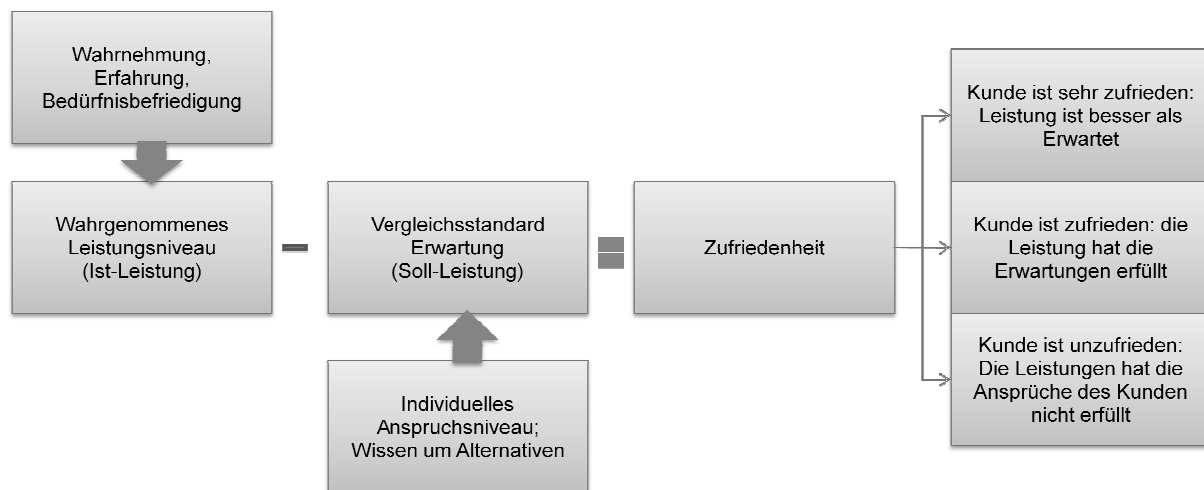 Wahrnehmung,
Erfahrung,
Bedürfnisbefriedigung
Wahrgenommenes
Leistungsniveau
(Ist-Leistung)
Vergleichsstandard
Erwartung
(Soll-Leistung)
Individuelles
Anspruchsniveau;
Wissen um Alternativen
Zufriedenheit
Kunde ist sehr zufrieden:
Leistung ist besser als
Erwartet
Kunde ist zufrieden: die
Leistung hat die
Erwartungen erfüllt
Kunde ist unzufrieden:
Die Leistungen hat die
Ansprüche des Kunden
nicht erfüllt